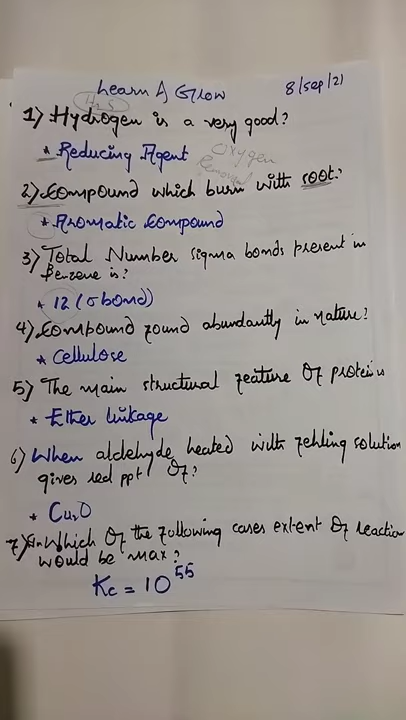 Learn & Grow 8/sep/21
H2S
1) Hydrogen is a very good?
* Reducing Agent
Oxygen
Removal
2) Compound which burn with soot?
* Aromatic Compound
3) Total Number sigma bonds present in
Benzene is?
* 12 (σ bond)
4) Compound found abundantly in nature?
* Cellulose
5) The main structural feature Of protein is
* Ether linkage
6) When aldehyde heated with fehling solution
gives red ppt Of?
* Cu2O
7) Which Of the following cases extent Of reaction
would be max?
Kc = 10^55